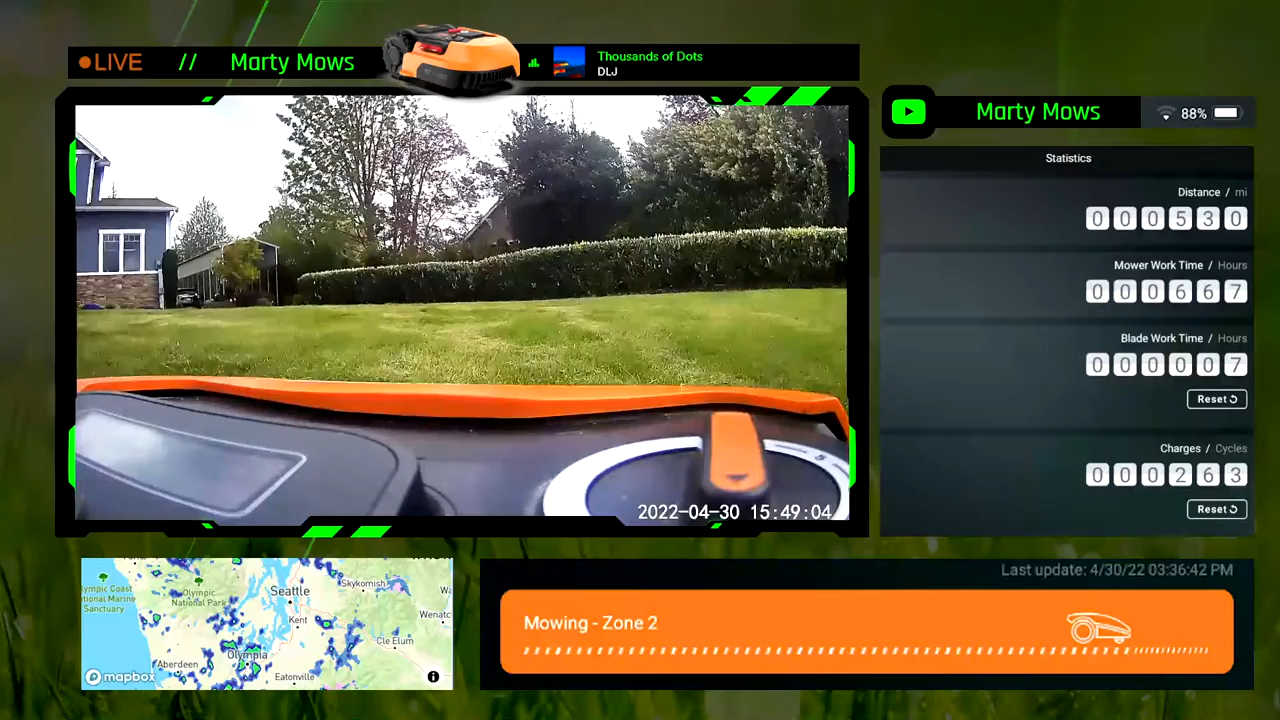 LIVE // Marty Mows
Thousands of Dots
DLJ
Marty Mows
88%
Statistics
Distance / mi
000530
Mower Work Time / Hours
000667
Blade Work Time / Hours
000007
Reset
Charges / Cycles
000263
Reset
5
2022-04-30 15:49:04
Olympic National Park
Seattle
Skykomish
Kent
Wenatc
Cle Elum
Olympia
Aberdeen
Eatonville
ympic Coast
tional Marine
Sanctuary
mapbox
i
Last update: 4/30/22 03:36:42 PM
Mowing - Zone 2